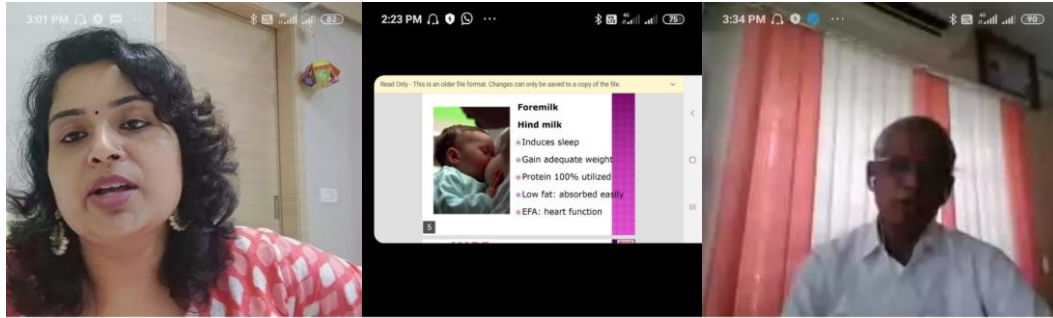 3:01 PM
82
2:23 PM
4G
75
Read Only - This is an older file format. Changes can only be saved to a copy of the file.
Foremilk
Hind milk
Induces sleep
Gain adequate weight
Protein 100% utilized
Low fat: absorbed easily
EFA: heart function
5
3:34 PM
90